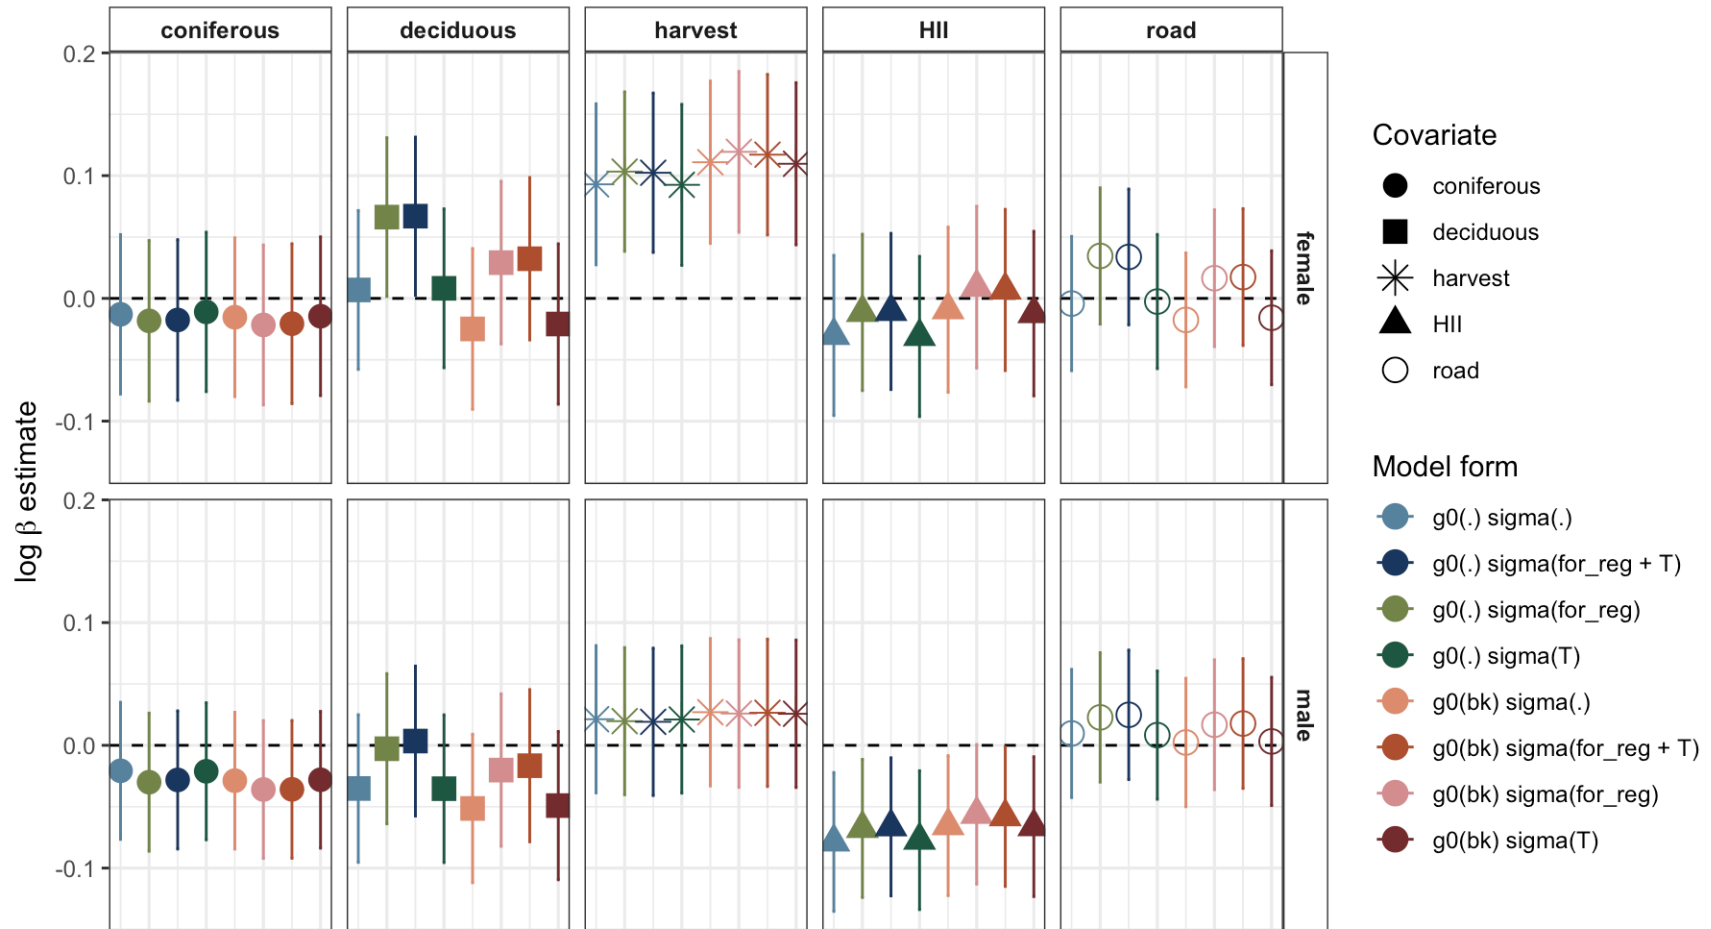 coniferous deciduous harvest HII road
0.2
0.1
0.0
-0.1
female
0.2
0.1
0.0
-0.1
male
log β estimate
Covariate
coniferous
deciduous
harvest
HII
road
Model form
g0(.) sigma(.)
g0(.) sigma(for_reg + T)
g0(.) sigma(for_reg)
g0(.) sigma(T)
g0(bk) sigma(.)
g0(bk) sigma(for_reg + T)
g0(bk) sigma(for_reg)
g0(bk) sigma(T)